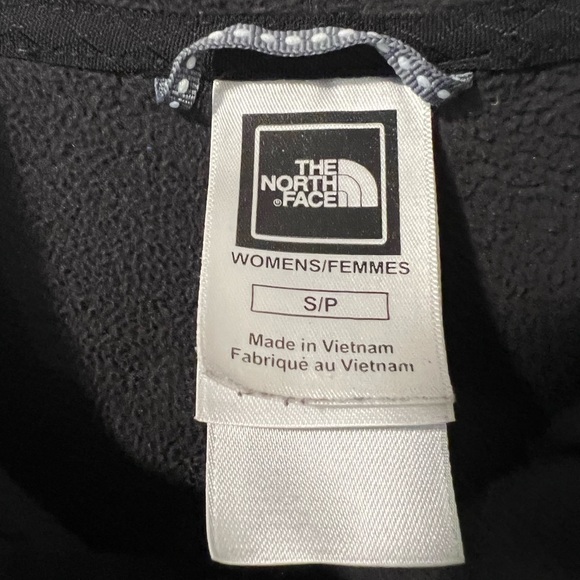 THE
NORTH
®FACE
WOMENS/FEMMES
S/P
Made in Vietnam
Fabriqué au Vietnam